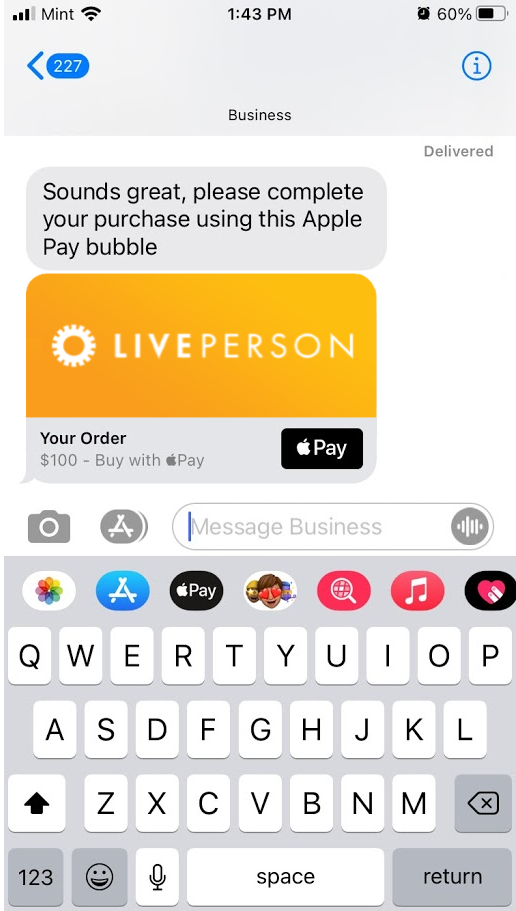 Mint 1:43 PM 60%
227
Business
Delivered
Sounds great, please complete
your purchase using this Apple
Pay bubble
LIVEPERSON
Your Order
$100 - Buy with Pay
Pay
Message Business
Pay
Q W E R T Y U I O P
A S D F G H J K L
Z X C V B N M
123 space return